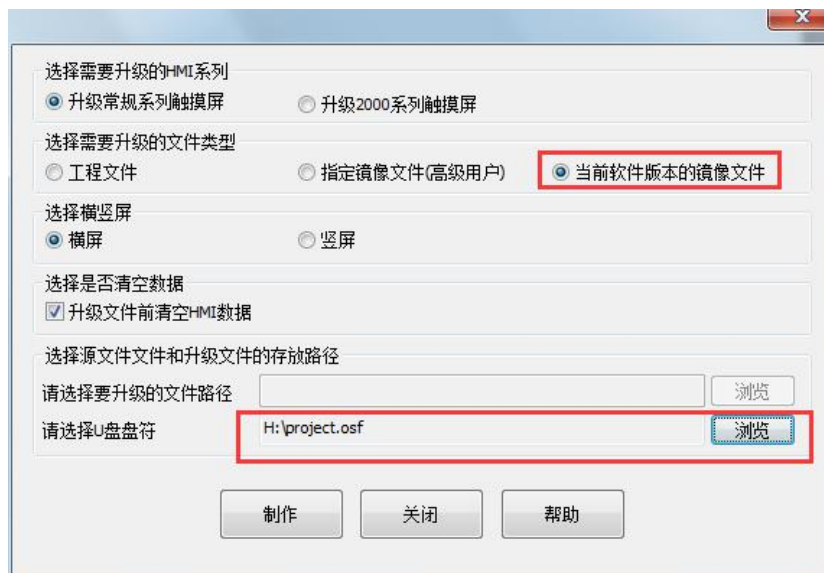 选择需要升级的HMI系列
升级常规系列触摸屏 升级2000系列触摸屏
选择需要升级的文件类型
工程文件 指定镜像文件(高级用户) 当前软件版本的镜像文件
选择横竖屏
横屏 竖屏
选择是否清空数据
升级文件前清空HMI数据
选择源文件文件和升级文件的存放路径
请选择要升级的文件路径 浏览
请选择U盘盘符 H:\project.osf 浏览
制作 关闭 帮助